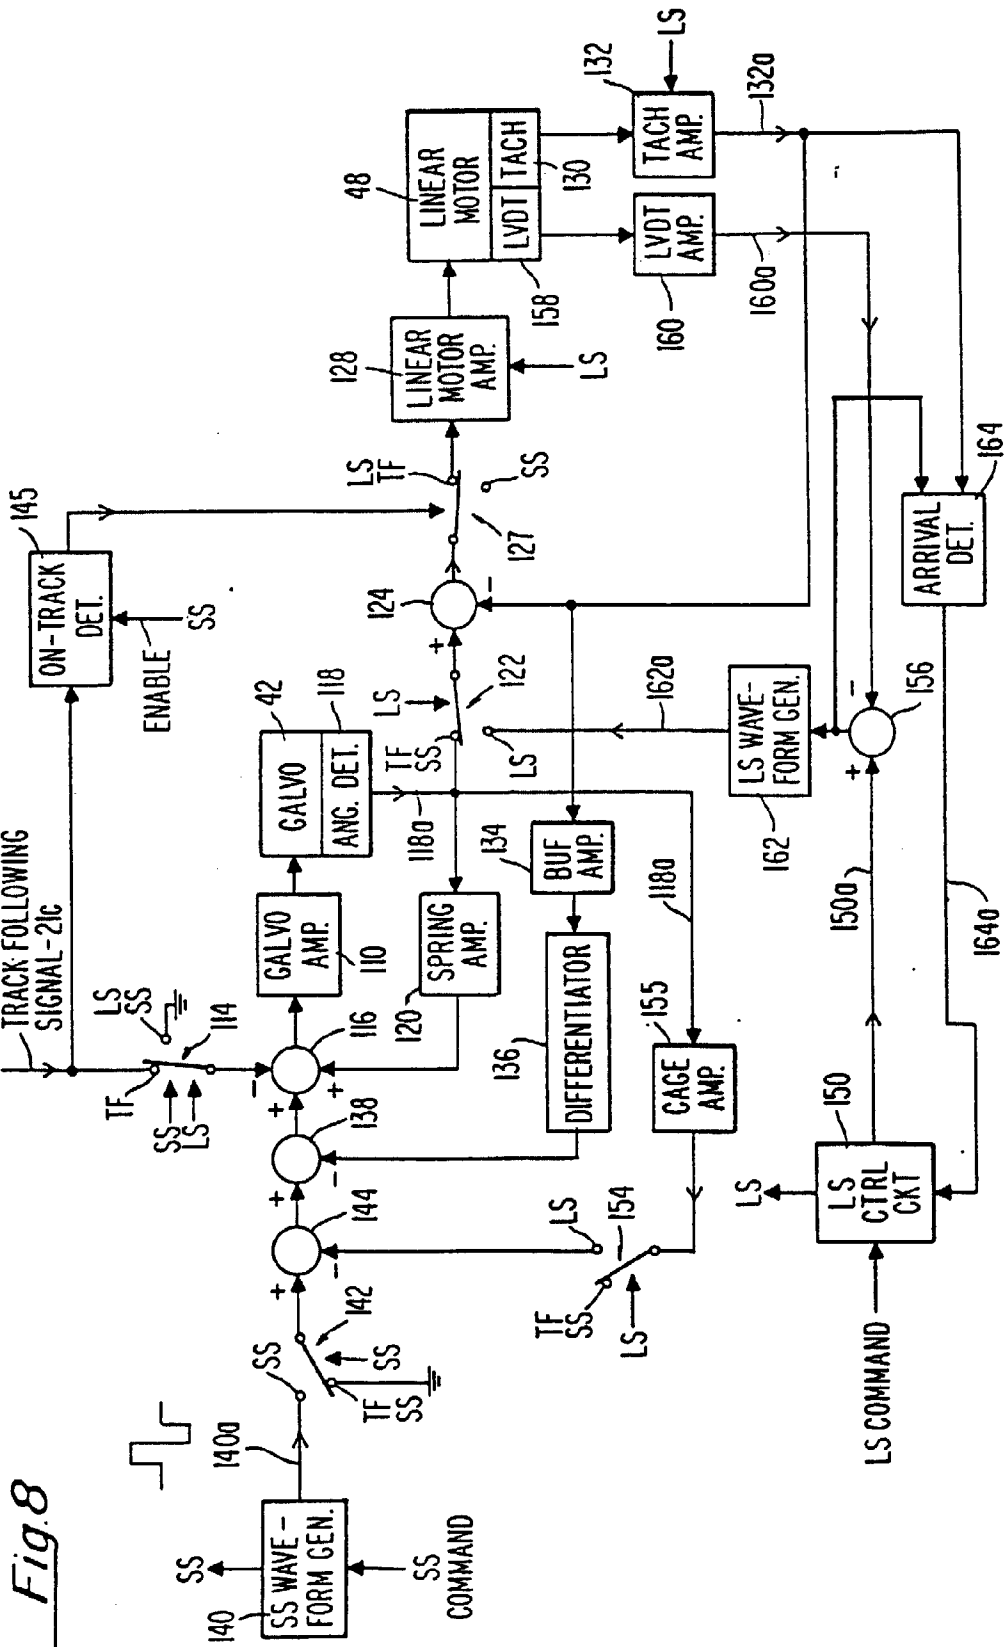 Fig.8
TRACK FOLLOWING
SIGNAL-21c
ON-TRACK
DET.
145
ENABLE
SS
TF
LS
SS
114
SS
LS
GALVO
AMP.
110
GALVO
42
ANG. DET.
118
118a
LS
TF
SS
LS
122
124
+
-
127
LS
TF
SS
LINEAR
MOTOR
AMP.
128
LS
LINEAR
MOTOR
48
LVDT
TACH
158
130
TACH
AMP.
132
LS
132a
LVDT
AMP.
160
160a
SS WAVE-
FORM GEN.
140
SS
SS
COMMAND
140a
SS
TF
SS
142
SS
144
+
-
138
+
-
116
+
-
+
SPRING
AMP.
120
BUF
AMP.
134
DIFFERENTIATOR
136
CAGE
AMP.
155
118a
LS
TF
SS
154
LS
LS WAVE-
FORM GEN.
162
162a
156
+
-
ARRIVAL
DET.
164
164a
LS
CTRL
CKT
150
LS
LS COMMAND
150a